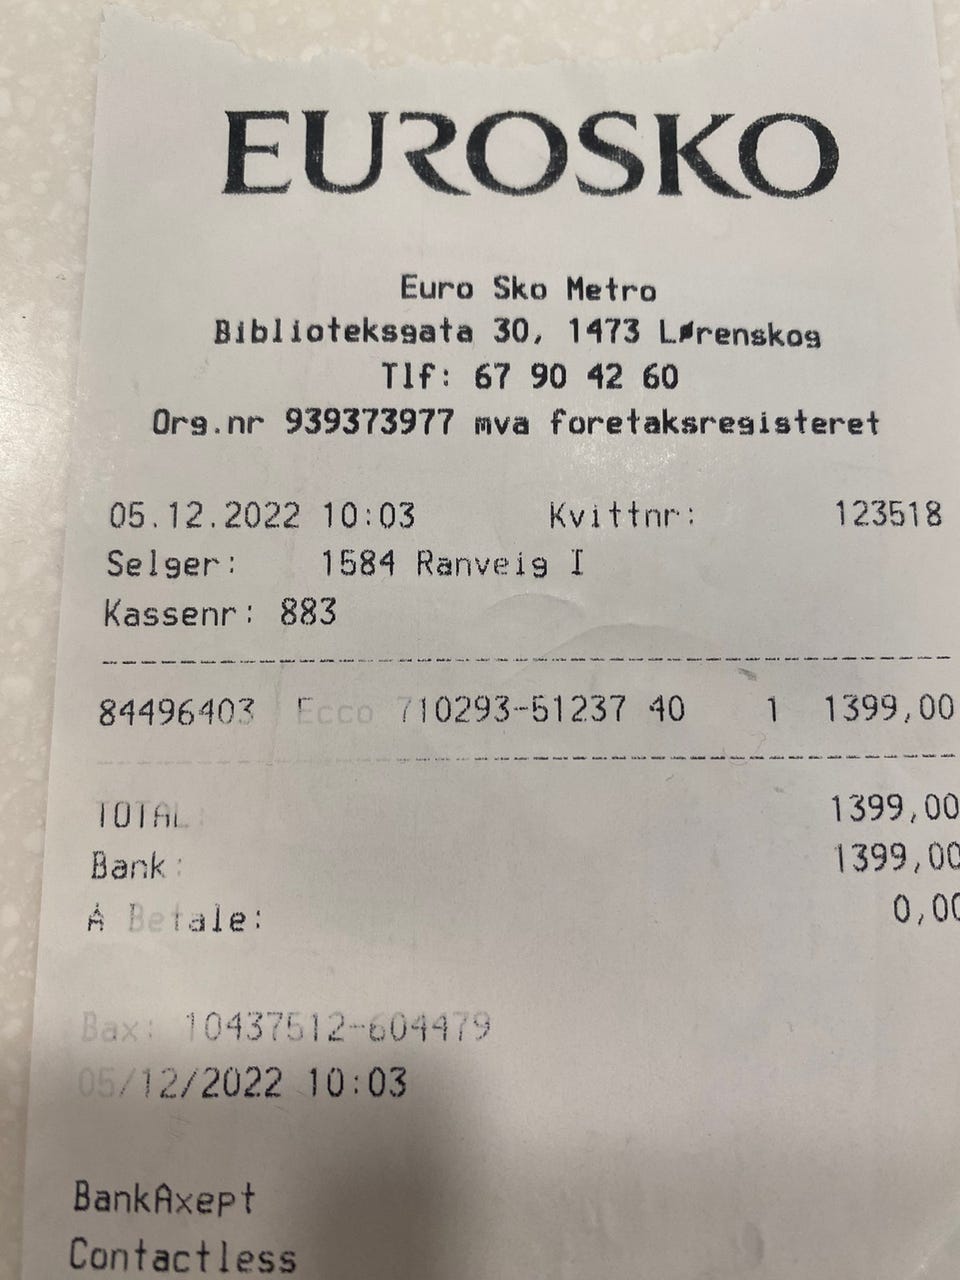 EUROSKO
Euro Sko Metro
Biblioteksgata 30, 1473 Lørenskog
Tlf: 67 90 42 60
Org.nr 939373977 mva foretaksregisteret
05.12.2022 10:03 Kvittnr: 123518
Selger: 1584 Ranveig I
Kassenr: 883
84496403 Ecco 710293-51237 40 1 1399,00
TOTAL: 1399,00
Bank: 1399,00
Å Betale: 0,00
Bax: 10437512-604479
05/12/2022 10:03
BankAxept
Contactless